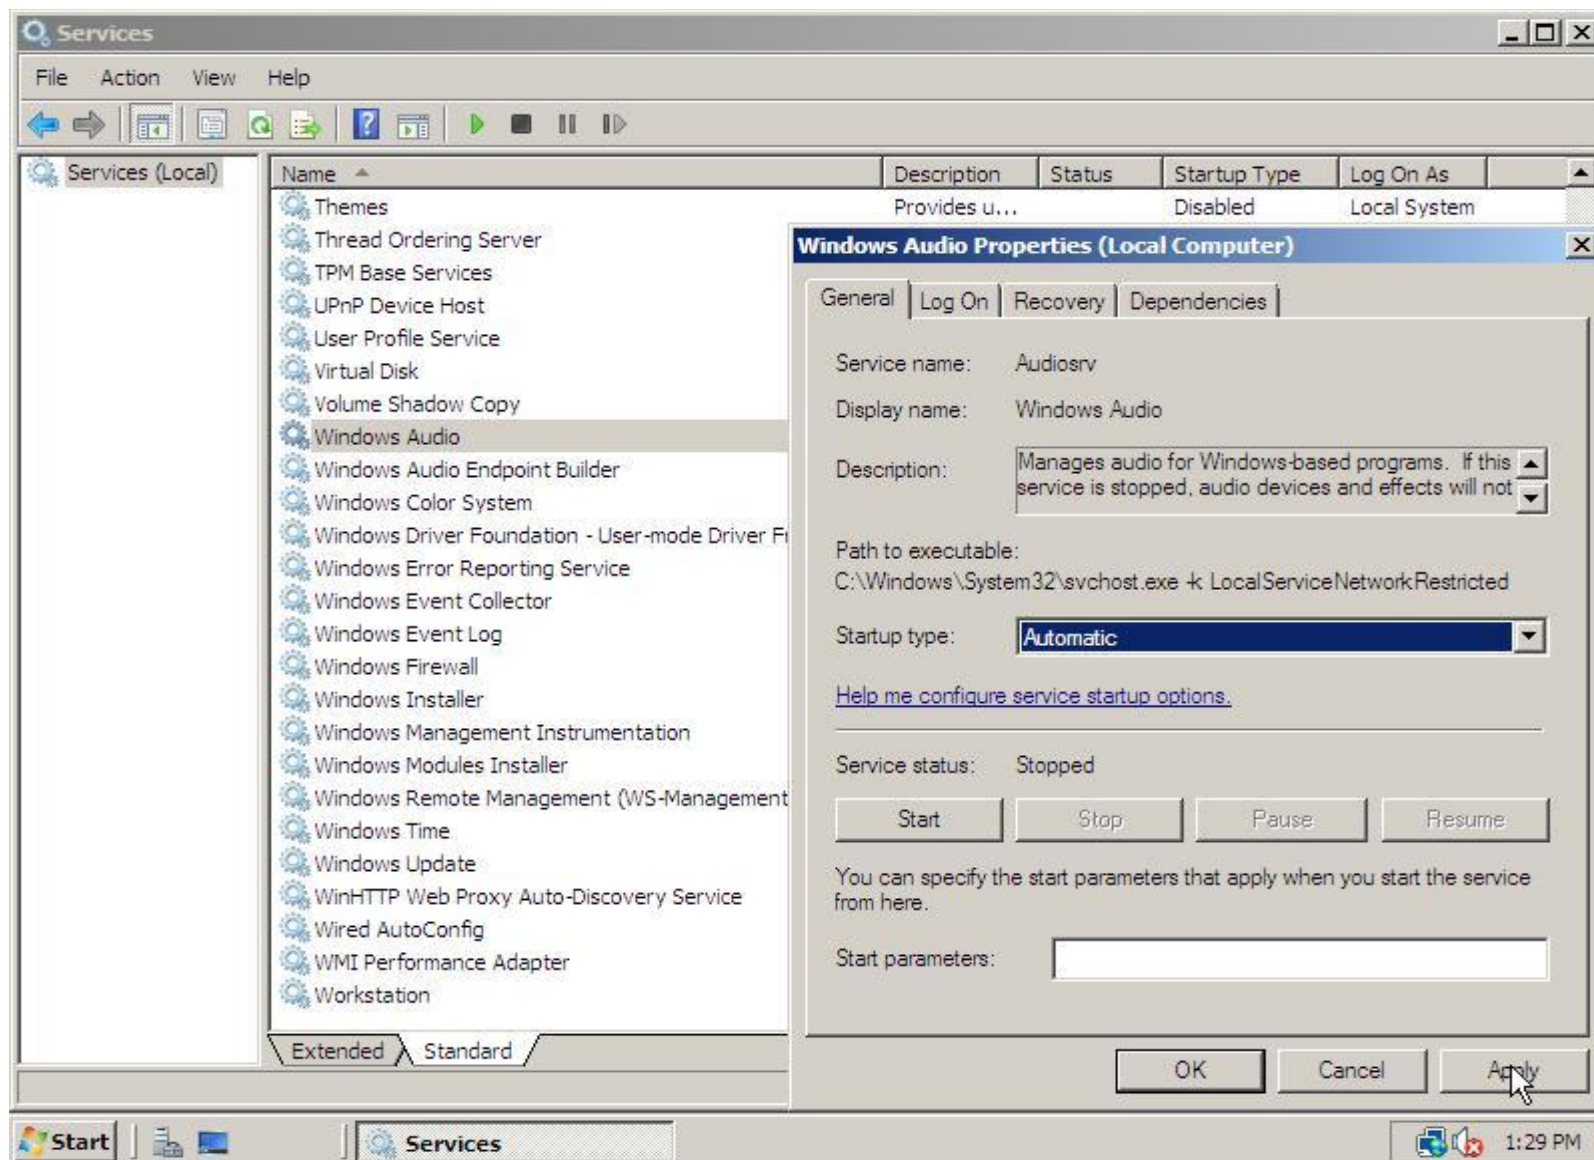 Services
File Action View Help
Services (Local)
Name Description Status Startup Type Log On As
Themes Provides u... Disabled Local System
Thread Ordering Server
TPM Base Services
UPnP Device Host
User Profile Service
Virtual Disk
Volume Shadow Copy
Windows Audio
Windows Audio Endpoint Builder
Windows Color System
Windows Driver Foundation - User-mode Driver Fr
Windows Error Reporting Service
Windows Event Collector
Windows Event Log
Windows Firewall
Windows Installer
Windows Management Instrumentation
Windows Modules Installer
Windows Remote Management (WS-Management
Windows Time
Windows Update
WinHTTP Web Proxy Auto-Discovery Service
Wired AutoConfig
WMI Performance Adapter
Workstation
Extended Standard
Windows Audio Properties (Local Computer)
General Log On Recovery Dependencies
Service name: Audiosrv
Display name: Windows Audio
Description: Manages audio for Windows-based programs. If this
service is stopped, audio devices and effects will not
Path to executable:
C:\Windows\System32\svchost.exe -k LocalServiceNetworkRestricted
Startup type: Automatic
Help me configure service startup options.
Service status: Stopped
Start Stop Pause Resume
You can specify the start parameters that apply when you start the service
from here.
Start parameters:
OK Cancel Apply
Start Services 1:29 PM